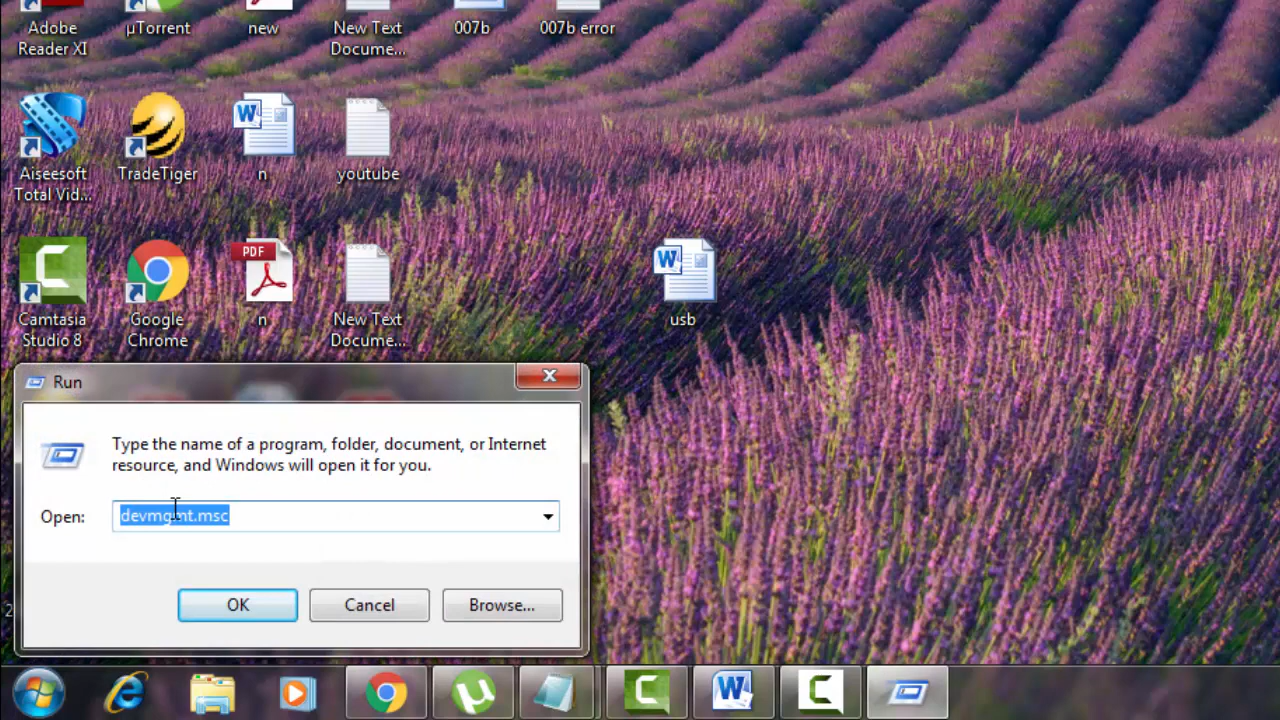 Adobe
Reader XI
µTorrent
new
New Text
Docume...
007b
007b error
Aiseesoft
Total Vid...
TradeTiger
W
n
youtube
Camtasia
Studio 8
Google
Chrome
PDF
n
New Text
Docume...
W
usb
Run
Type the name of a program, folder, document, or Internet
resource, and Windows will open it for you.
Open:
devmgmt.msc
OK
Cancel
Browse...
2
W